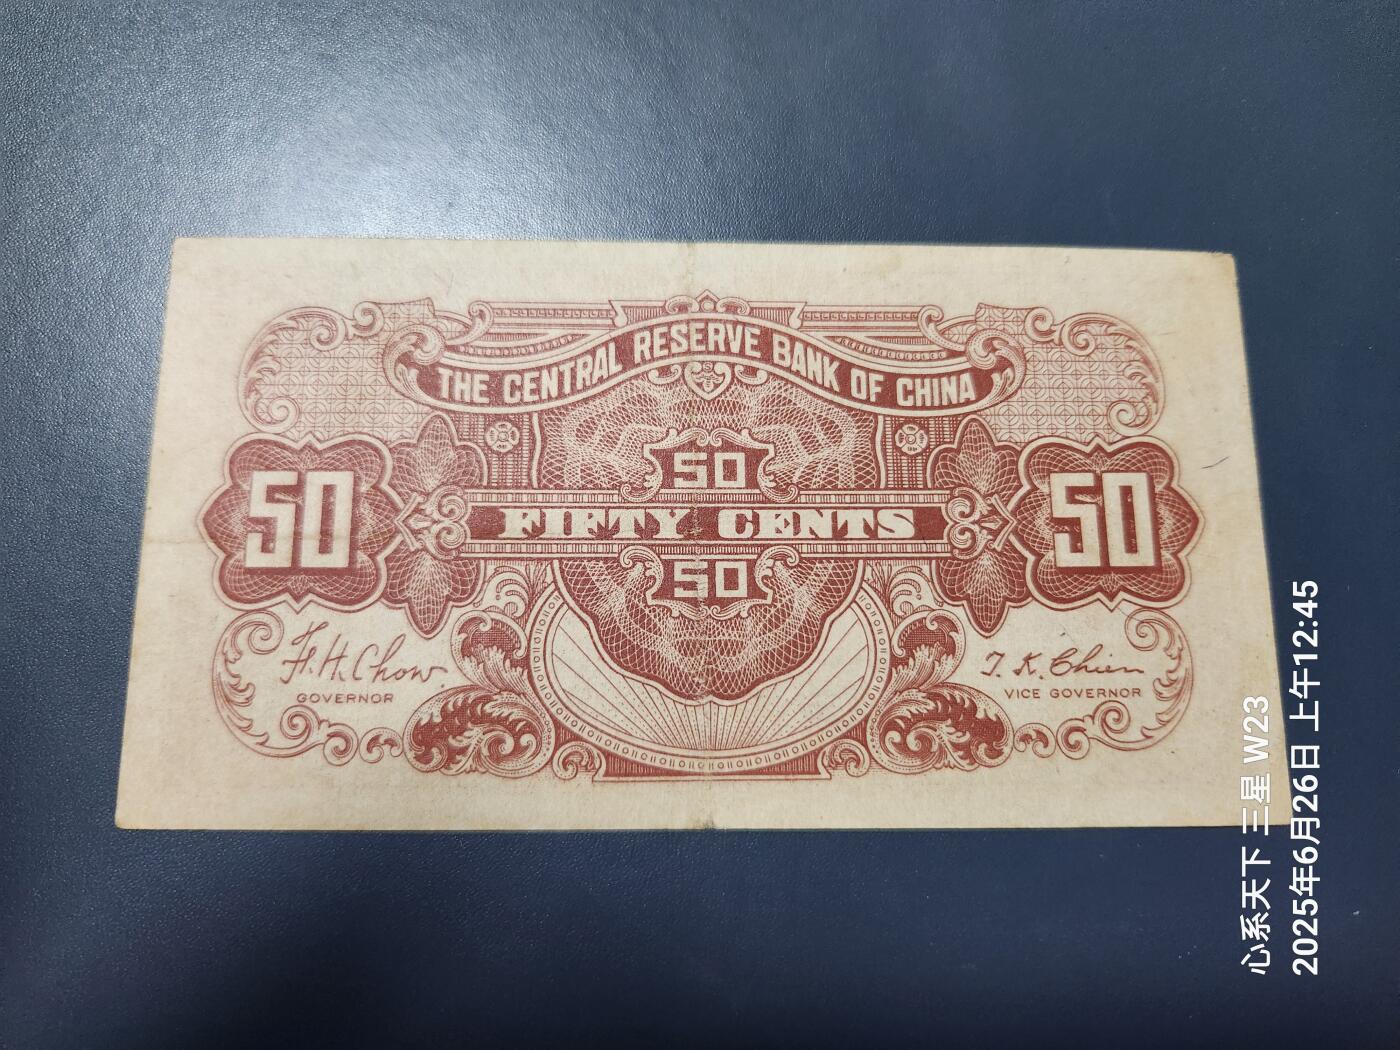 THE CENTRAL RESERVE BANK OF CHINA
50
50 FIFTY CENTS 50
50
F. H. Chow
GOVERNOR
T. K. Chien
VICE GOVERNOR
心系天下 三星 W23
2025年6月26日 上午12:45